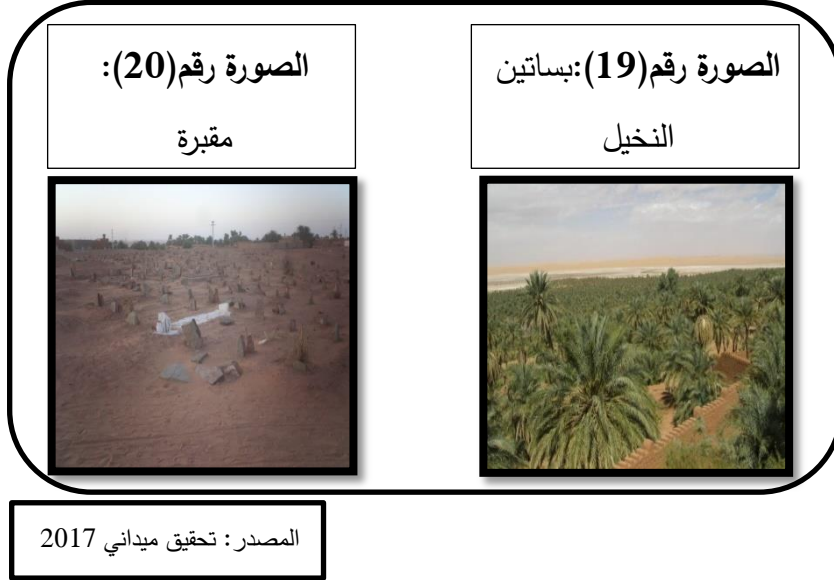 الصورة رقم(19):بساتين
النخيل
الصورة رقم(20):
مقبرة
المصدر: تحقيق ميداني 2017